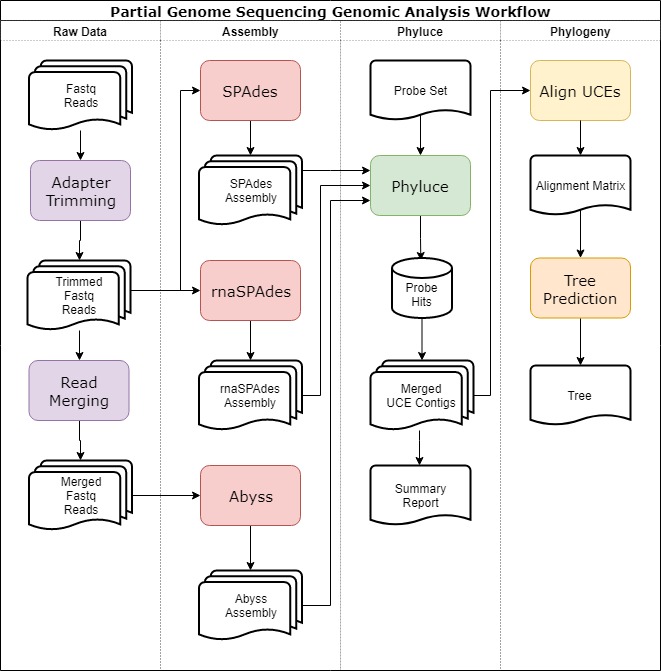 Partial Genome Sequencing Genomic Analysis Workflow
Raw Data
Assembly
Phyluce
Phylogeny
Fastq
Reads
Adapter
Trimming
Trimmed
Fastq
Reads
Read
Merging
Merged
Fastq
Reads
SPAdes
SPAdes
Assembly
rnaSPAdes
rnaSPAdes
Assembly
Abyss
Abyss
Assembly
Probe Set
Phyluce
Probe
Hits
Merged
UCE Contigs
Summary
Report
Align UCEs
Alignment Matrix
Tree
Prediction
Tree